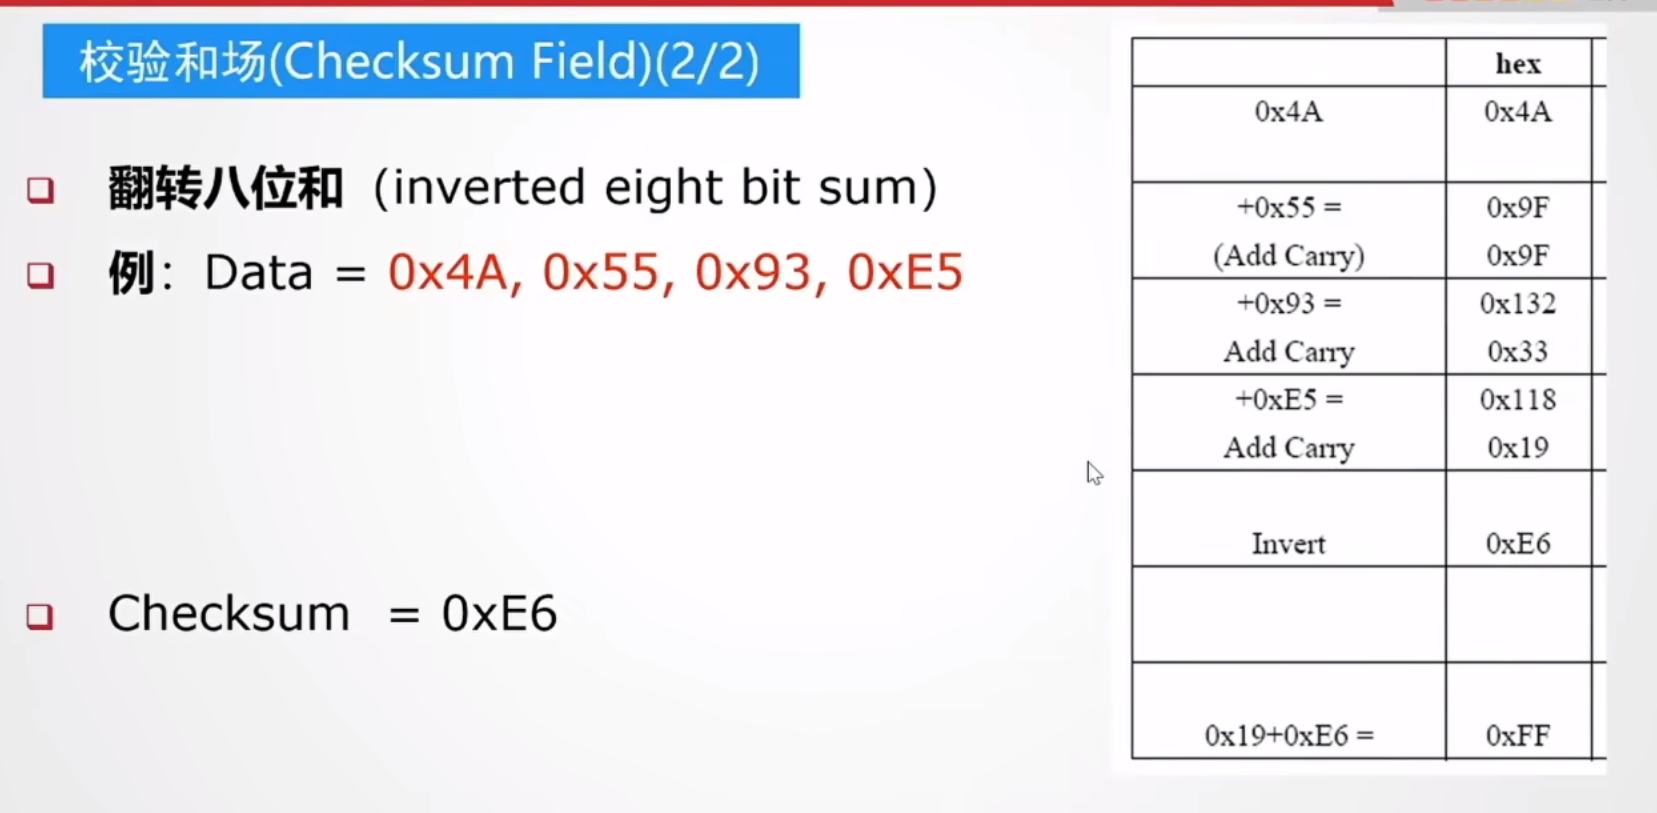 校验和场(Checksum Field)(2/2)
翻转八位和 (inverted eight bit sum)
例: Data = 0x4A, 0x55, 0x93, 0xE5
Checksum = 0xE6
hex
0x4A 0x4A
+0x55 = 0x9F
(Add Carry) 0x9F
+0x93 = 0x132
Add Carry 0x33
+0xE5 = 0x118
Add Carry 0x19
Invert 0xE6
0x19+0xE6 = 0xFF